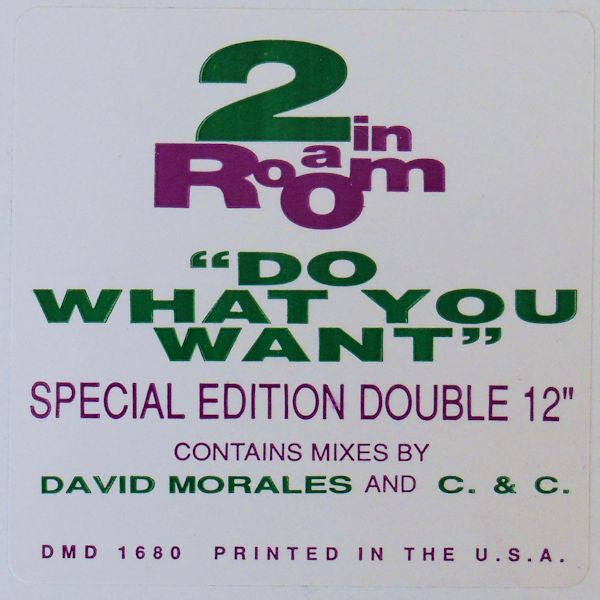 2 in a Room
"DO
WHAT YOU
WANT"
SPECIAL EDITION DOUBLE 12"
CONTAINS MIXES BY
DAVID MORALES AND C. & C.
DMD 1680 PRINTED IN THE U.S.A.